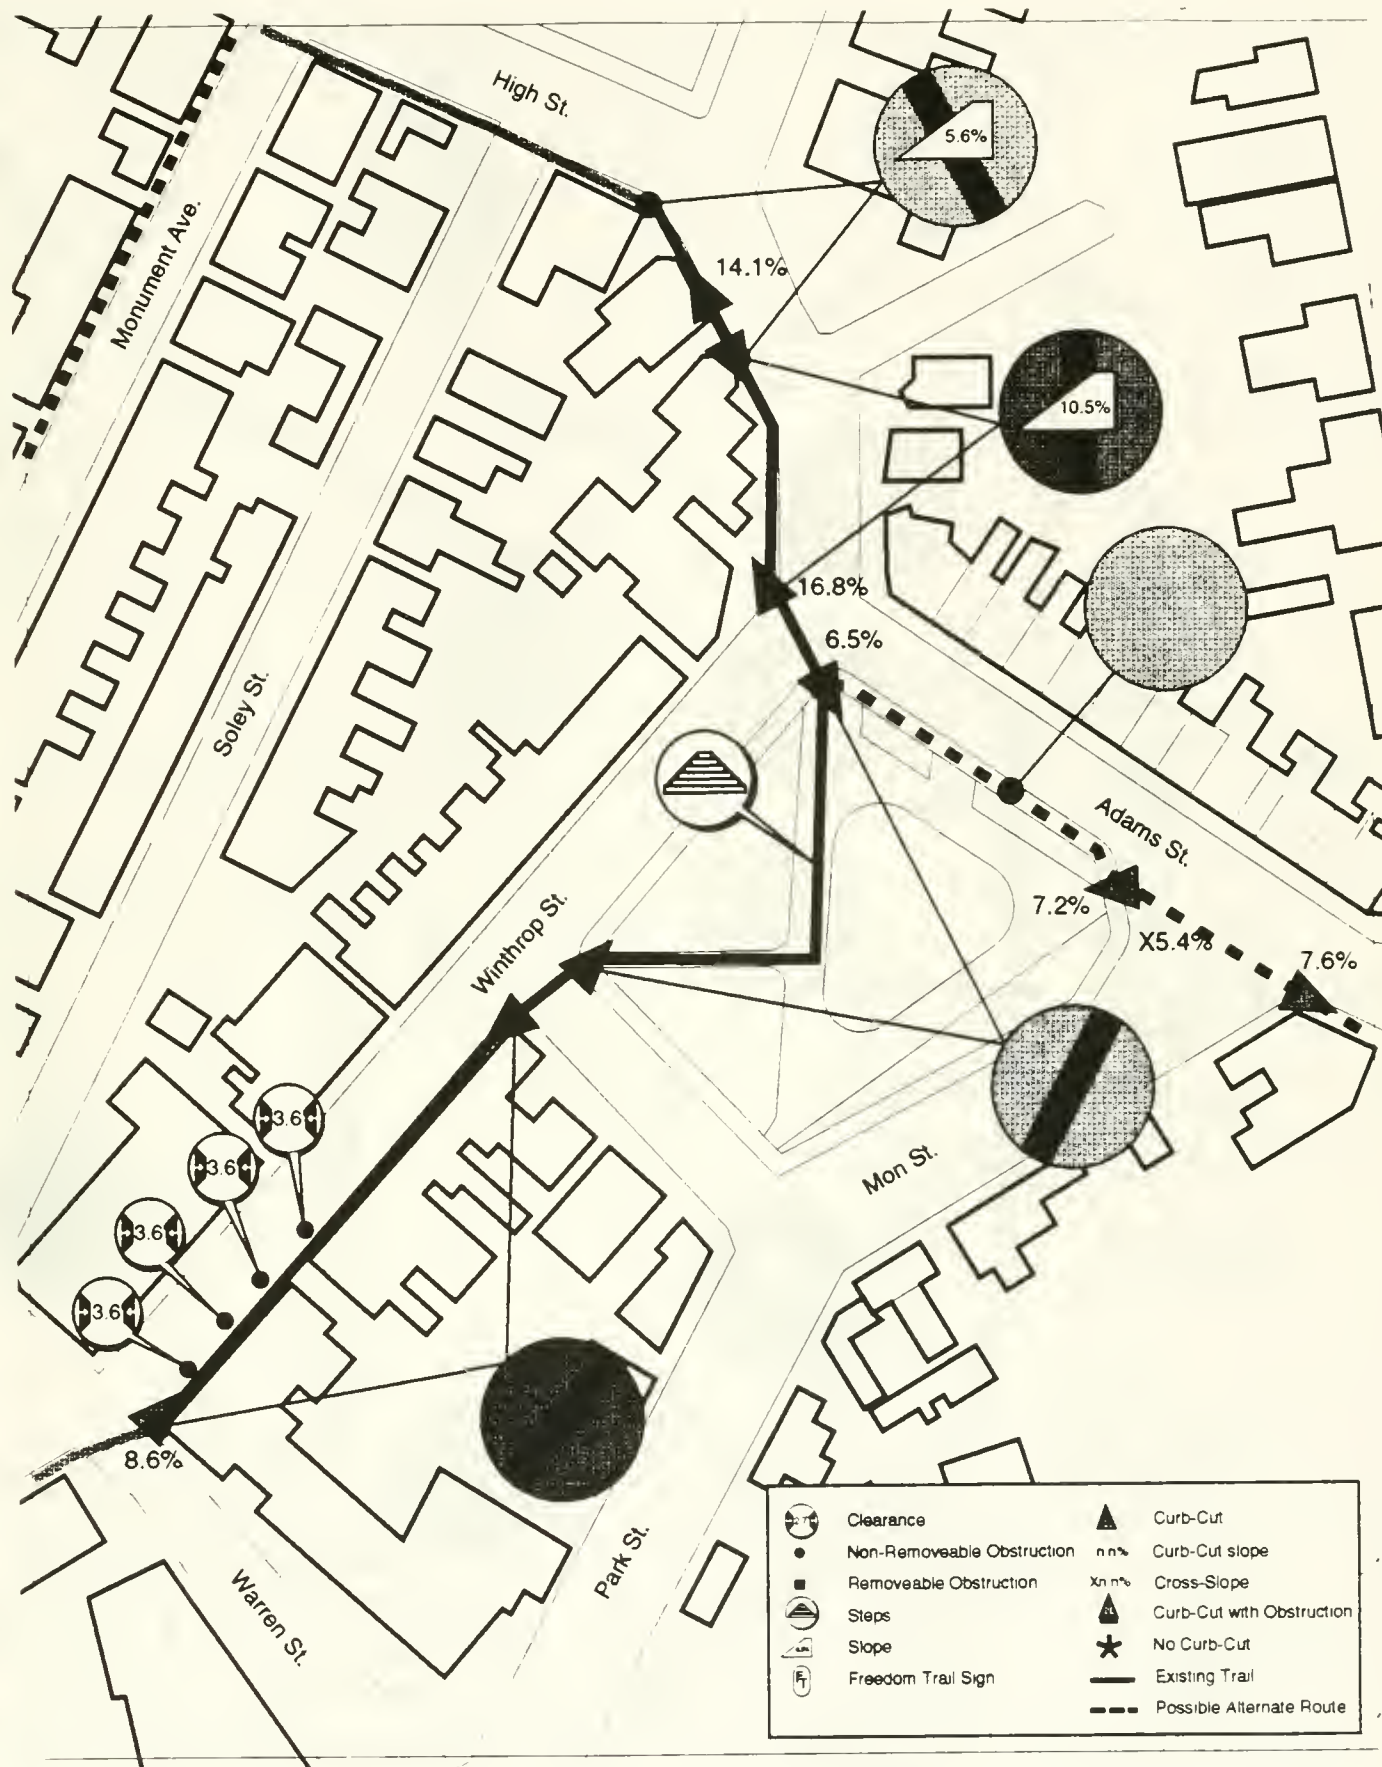 High St.
5.6%
Monument Ave.
14.1%
10.5%
16.8%
6.5%
Soley St.
Adams St.
7.2%
X5.4%
7.6%
Winthrop St.
3.6
3.6
3.6
3.6
Mon St.
8.6%
Park St.
Warren St.
Clearance
Non-Removeable Obstruction
Removeable Obstruction
Steps
Slope
Freedom Trail Sign
Curb-Cut
n n% Curb-Cut slope
Xn n% Cross-Slope
Curb-Cut with Obstruction
No Curb-Cut
Existing Trail
Possible Alternate Route